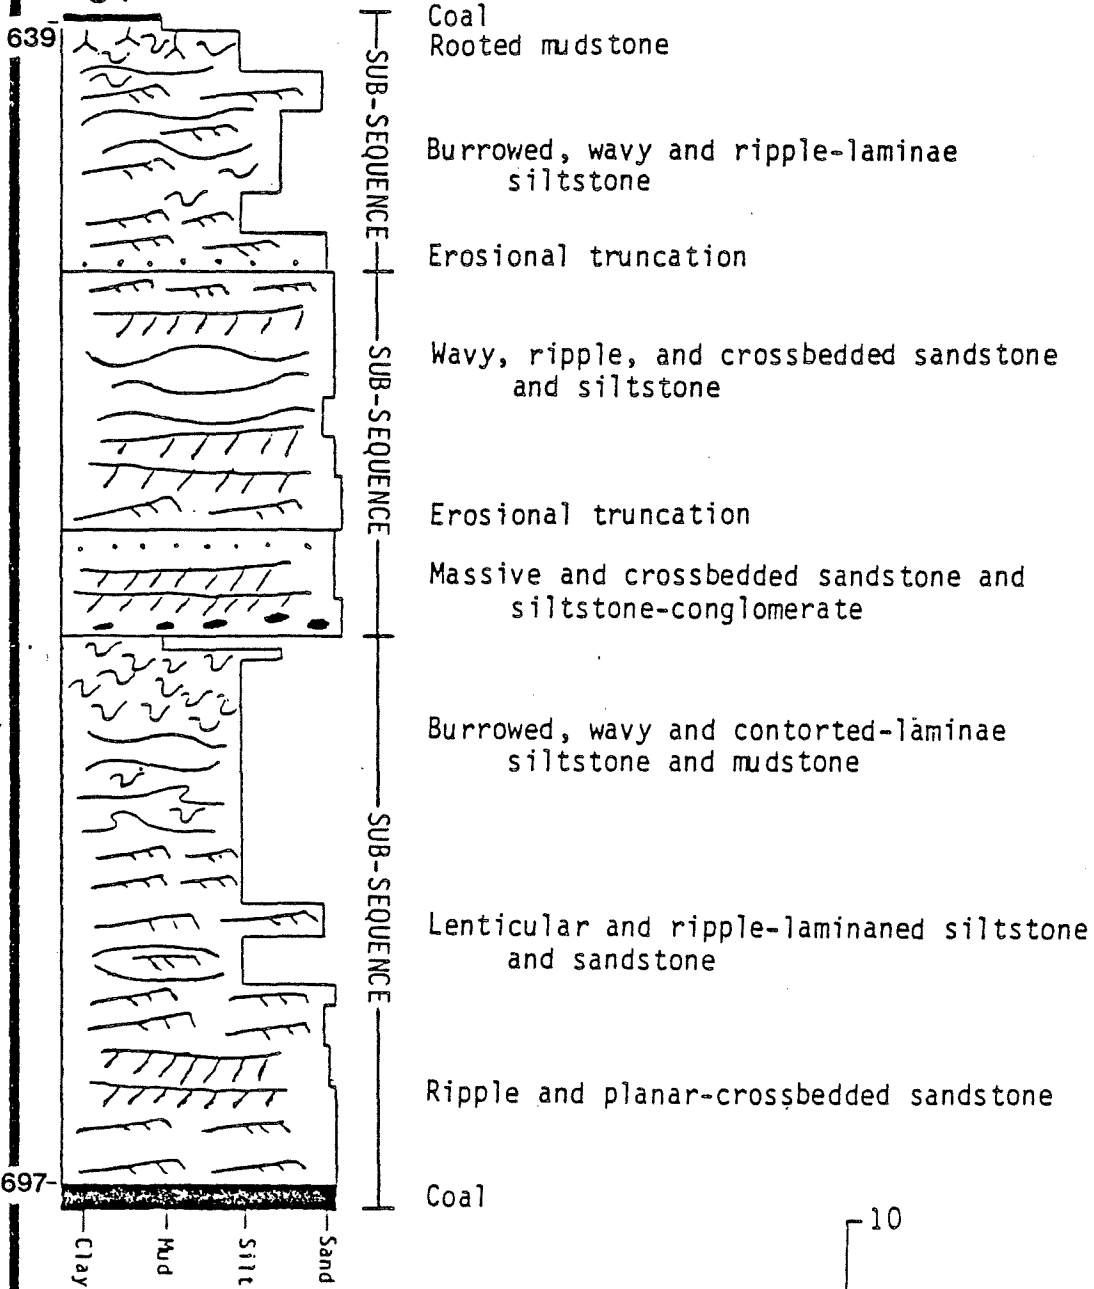 Coal
639
Rooted mudstone
SUB-SEQUENCE
Burrowed, wavy and ripple-laminae
siltstone
Erosional truncation
SUB-SEQUENCE
Wavy, ripple, and crossbedded sandstone
and siltstone
Erosional truncation
Massive and crossbedded sandstone and
siltstone-conglomerate
Burrowed, wavy and contorted-laminae
siltstone and mudstone
SUB-SEQUENCE
Lenticular and ripple-laminaned siltstone
and sandstone
Ripple and planar-crossbedded sandstone
697
Coal
10
Clay
Mud
Silt
Sand